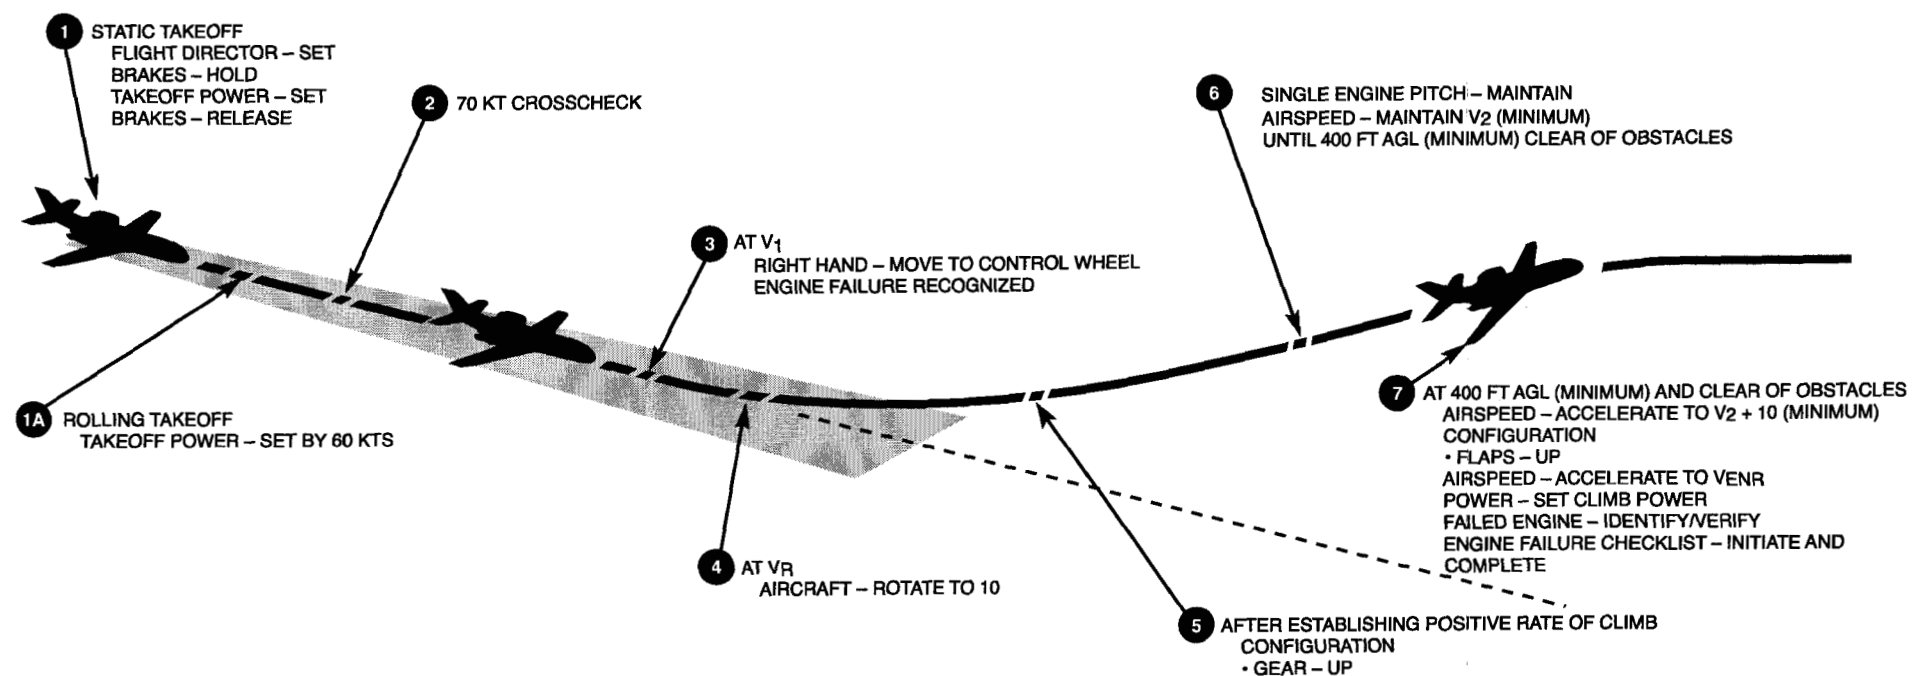 1 STATIC TAKEOFF
FLIGHT DIRECTOR – SET
BRAKES – HOLD
TAKEOFF POWER – SET
BRAKES – RELEASE
1A ROLLING TAKEOFF
TAKEOFF POWER – SET BY 60 KTS
2 70 KT CROSSCHECK
3 AT V1
RIGHT HAND – MOVE TO CONTROL WHEEL
ENGINE FAILURE RECOGNIZED
4 AT VR
AIRCRAFT – ROTATE TO 10
5 AFTER ESTABLISHING POSITIVE RATE OF CLIMB
CONFIGURATION
• GEAR – UP
6 SINGLE ENGINE PITCH – MAINTAIN
AIRSPEED – MAINTAIN V2 (MINIMUM)
UNTIL 400 FT AGL (MINIMUM) CLEAR OF OBSTACLES
7 AT 400 FT AGL (MINIMUM) AND CLEAR OF OBSTACLES
AIRSPEED – ACCELERATE TO V2 + 10 (MINIMUM)
CONFIGURATION
• FLAPS – UP
AIRSPEED – ACCELERATE TO VENR
POWER – SET CLIMB POWER
FAILED ENGINE – IDENTIFY/VERIFY
ENGINE FAILURE CHECKLIST – INITIATE AND
COMPLETE